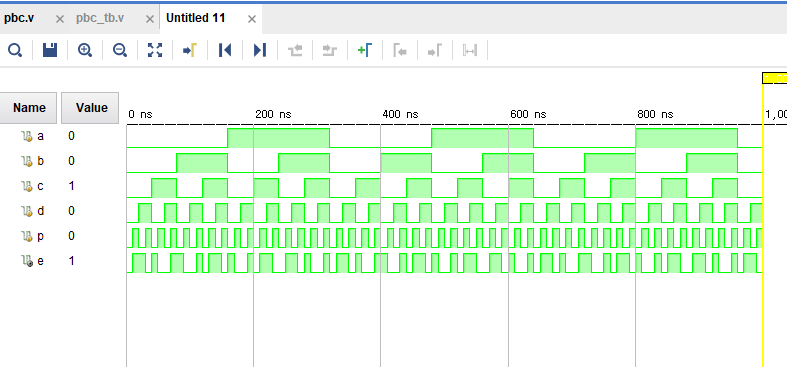 pbc.v × pbc_tb.v × Untitled 11 ×
Name Value 0 ns 200 ns 400 ns 600 ns 800 ns 1,00
a 0
b 0
c 1
d 0
p 0
e 1